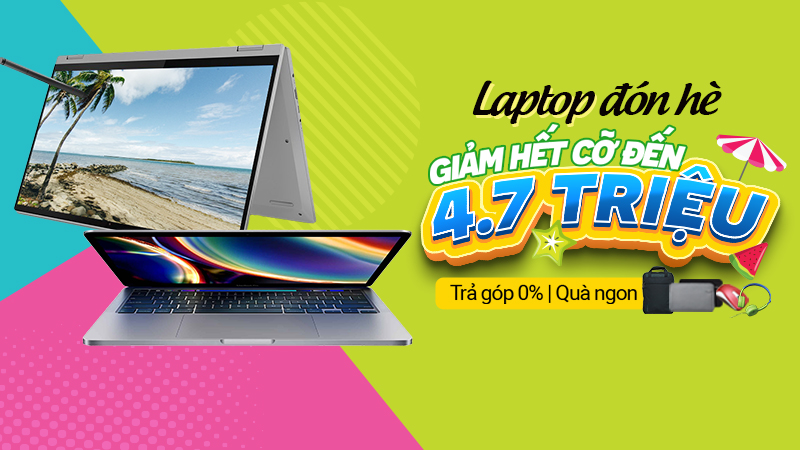 Laptop đón hè
GIẢM HẾT CỠ ĐẾN
4.7 TRIỆU
Trả góp 0% | Quà ngon